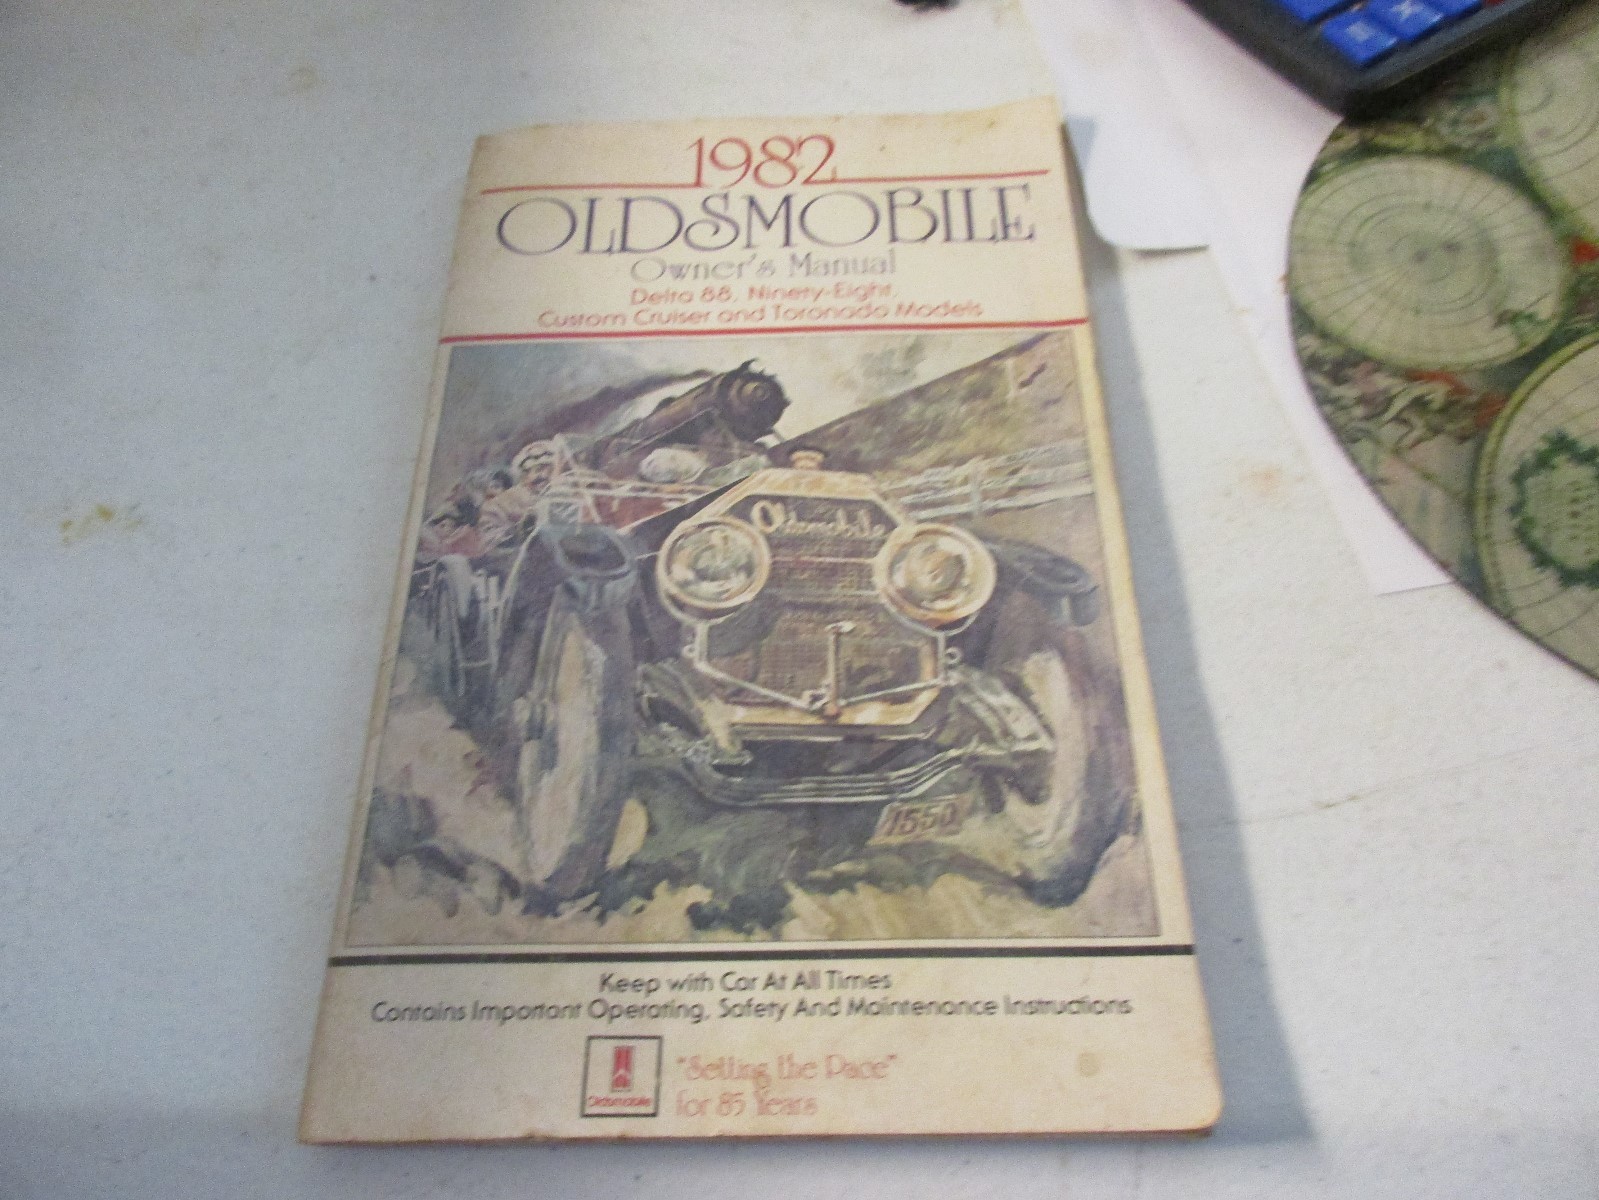 1982
OLDSMOBILE
Owner's Manual
Delta 88, Ninety-Eight,
Custom Cruiser and Toronado Models
Oldsmobile
1550
Keep with Car At All Times
Contains Important Operating, Safety And Maintenance Instructions
"Setting the Pace"
for 85 Years
Oldsmobile